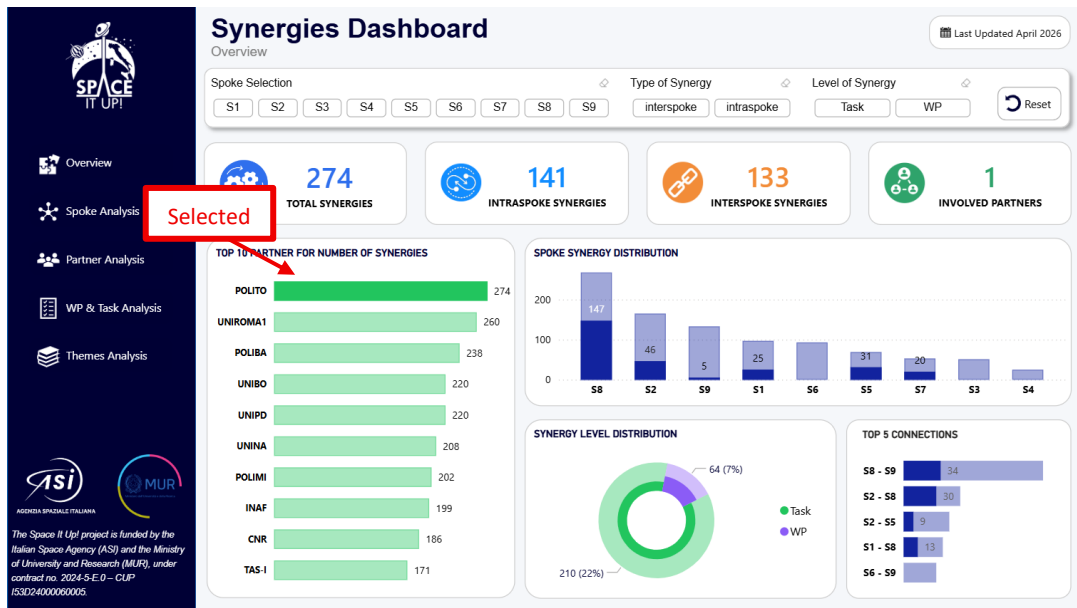 SPACE
IT UP!
Overview
Spoke Analysis
Partner Analysis
WP & Task Analysis
Themes Analysis
asi
AGENZIA SPAZIALE ITALIANA
MUR
The Space It Up! project is funded by the
Italian Space Agency (ASI) and the Ministry
of University and Research (MUR), under
contract no. 2024-5-E.0 – CUP
I53D24000060005.
Synergies Dashboard
Overview
Last Updated April 2026
Spoke Selection
S1 S2 S3 S4 S5 S6 S7 S8 S9
Type of Synergy
interspoke intraspoke
Level of Synergy
Task WP
Reset
274
TOTAL SYNERGIES
141
INTRASPOKE SYNERGIES
133
INTERSPOKE SYNERGIES
1
INVOLVED PARTNERS
Selected
TOP 10 PARTNER FOR NUMBER OF SYNERGIES
POLITO 274
UNIROMA1 260
POLIBA 238
UNIBO 220
UNIPD 220
UNINA 208
POLIMI 202
INAF 199
CNR 186
TAS-I 171
SPOKE SYNERGY DISTRIBUTION
200
100
0
147 46 5 25 31 20
S8 S2 S9 S1 S6 S5 S7 S3 S4
SYNERGY LEVEL DISTRIBUTION
64 (7%)
210 (22%)
Task
WP
TOP 5 CONNECTIONS
S8 - S9 34
S2 - S8 30
S2 - S5 9
S1 - S8 13
S6 - S9